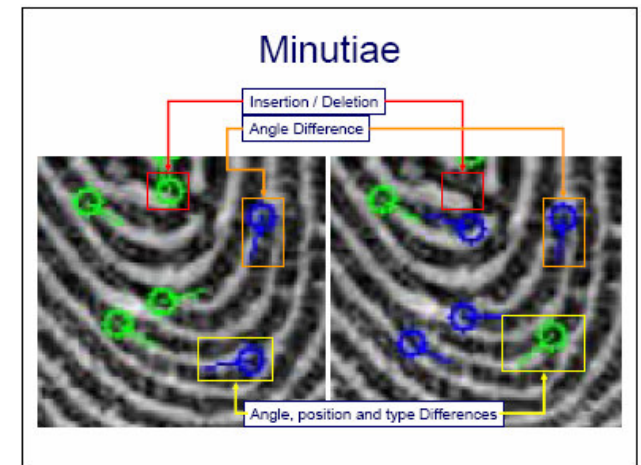 Minutiae
Insertion / Deletion
Angle Difference
Angle, position and type Differences